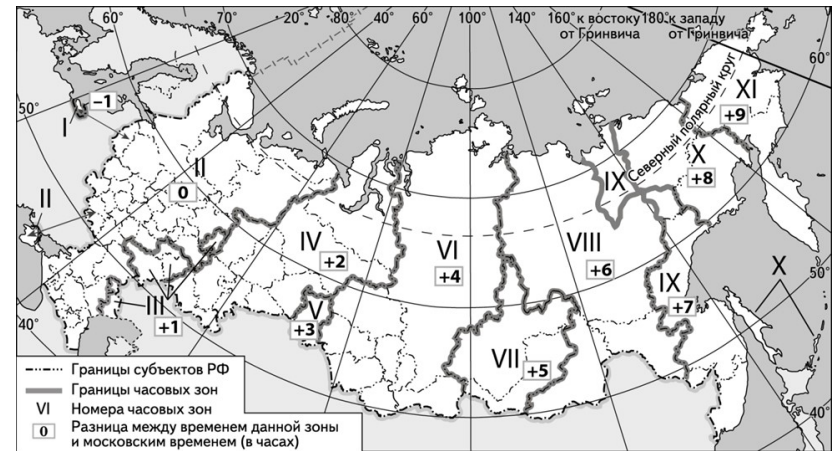 60° 80° 20° 80° 40° 60° 100° 140° 160° к востоку 180° к западу
от Гринвича от Гринвича
60°
50°
I
−1
XI
+9
Северный полярный круг
II
0
X
+8
IX
II
IV
+2
VI
+4
VIII
+6
X
50°
IX
+7
III
+1
V
+3
40°
VII
+5
40°
Границы субъектов РФ
Границы часовых зон
VI Номера часовых зон
0 Разница между временем данной зоны
и московским временем (в часах)